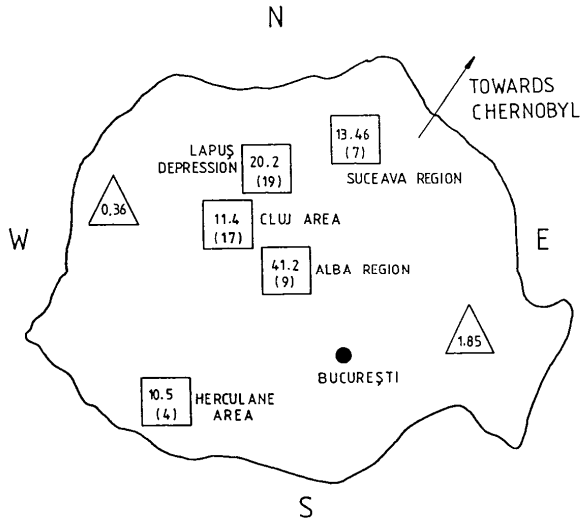 N
TOWARDS
CHERNOBYL
13.46
(7)
SUCEAVA REGION
LAPUŞ
DEPRESSION
20.2
(19)
0,36
11.4
(17)
CLUJ AREA
W
E
41.2
(9)
ALBA REGION
1.85
BUCUREŞTI
10.5
(4)
HERCULANE
AREA
S